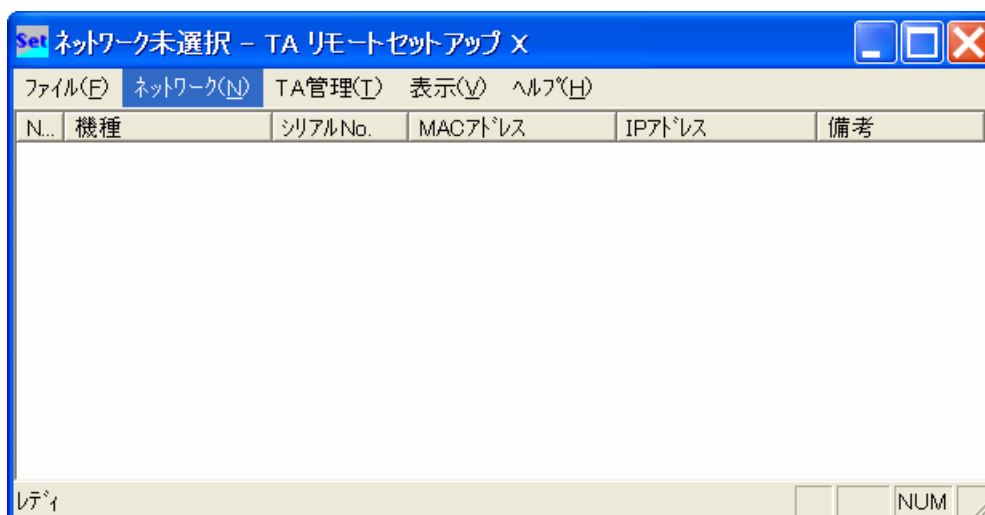 Set ネットワーク未選択 - TA リモートセットアップ X
ファイル(F) ネットワーク(N) TA管理(T) 表示(V) ヘルプ(H)
N... 機種 シリアルNo. MACアドレス IPアドレス 備考
レディ NUM